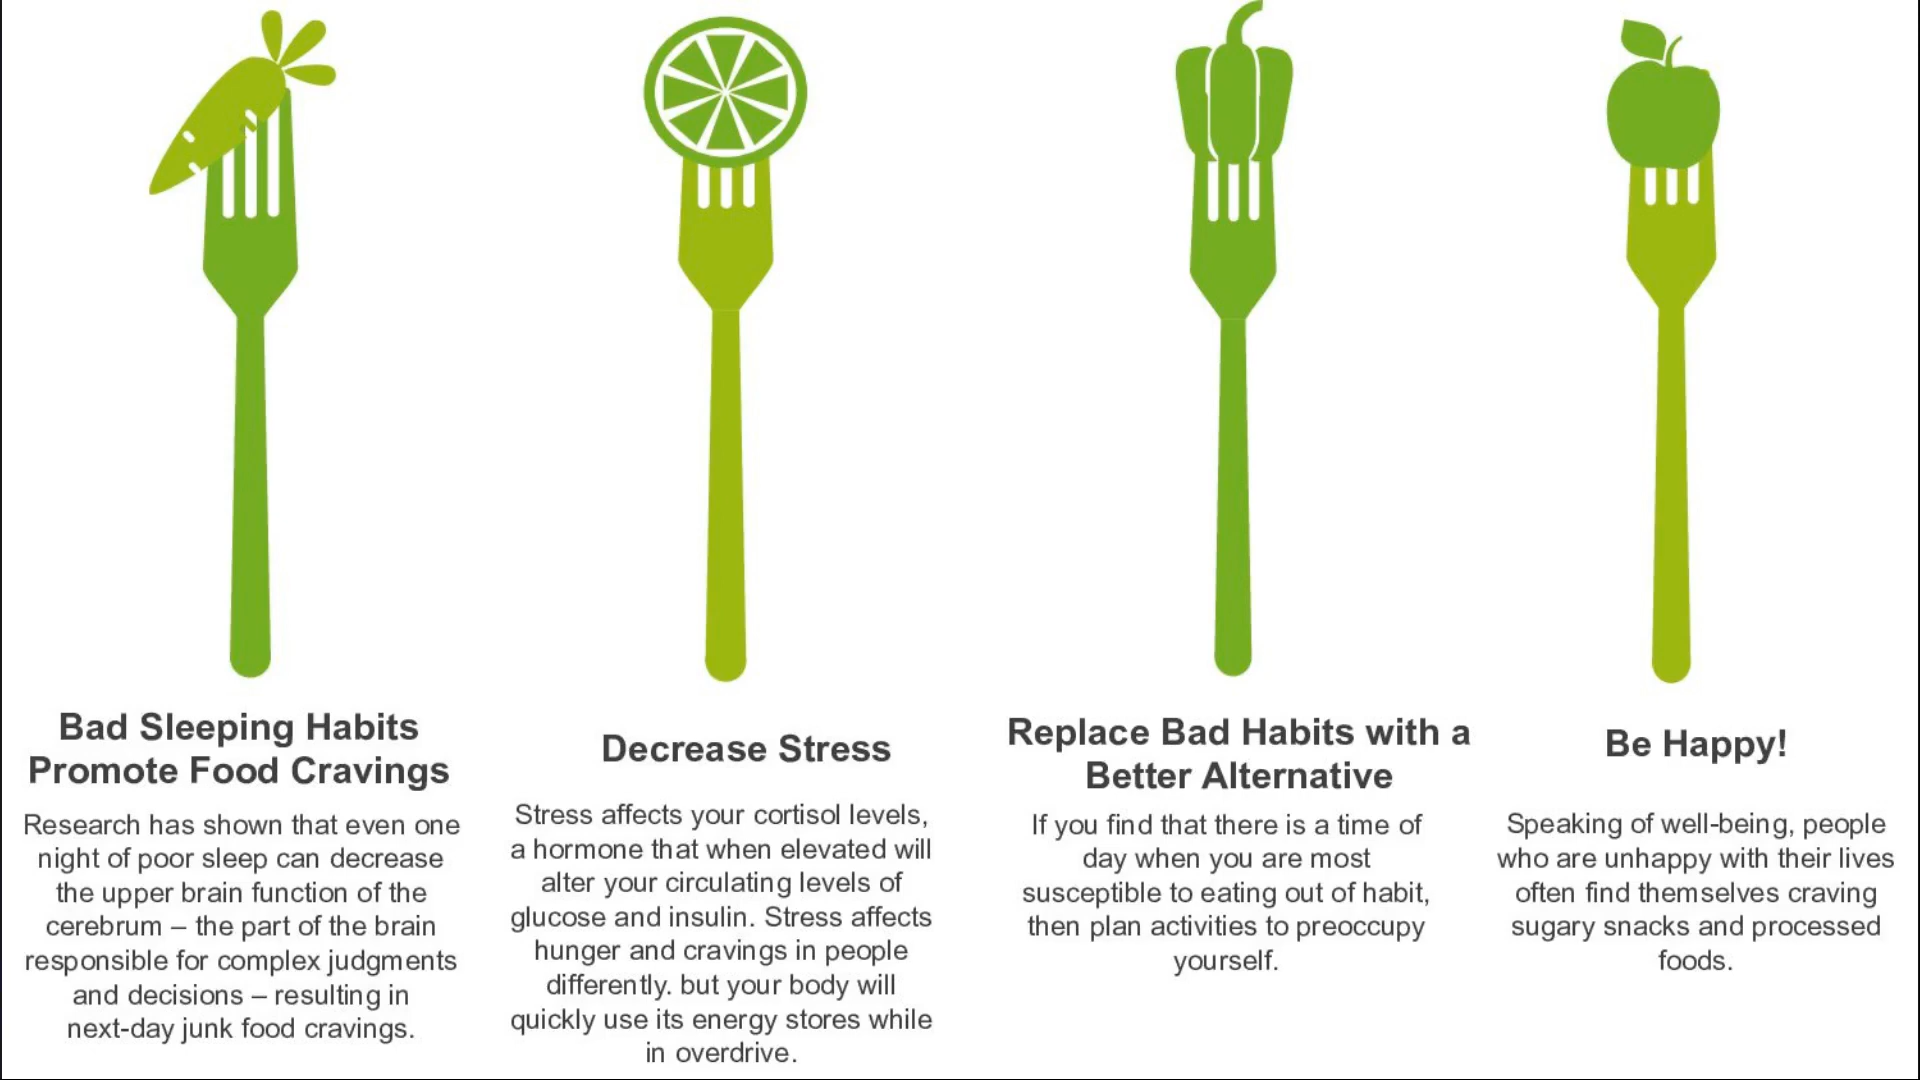 Bad Sleeping Habits
Promote Food Cravings
Research has shown that even one
night of poor sleep can decrease
the upper brain function of the
cerebrum – the part of the brain
responsible for complex judgments
and decisions – resulting in
next-day junk food cravings.
Decrease Stress
Stress affects your cortisol levels,
a hormone that when elevated will
alter your circulating levels of
glucose and insulin. Stress affects
hunger and cravings in people
differently. but your body will
quickly use its energy stores while
in overdrive.
Replace Bad Habits with a
Better Alternative
If you find that there is a time of
day when you are most
susceptible to eating out of habit,
then plan activities to preoccupy
yourself.
Be Happy!
Speaking of well-being, people
who are unhappy with their lives
often find themselves craving
sugary snacks and processed
foods.